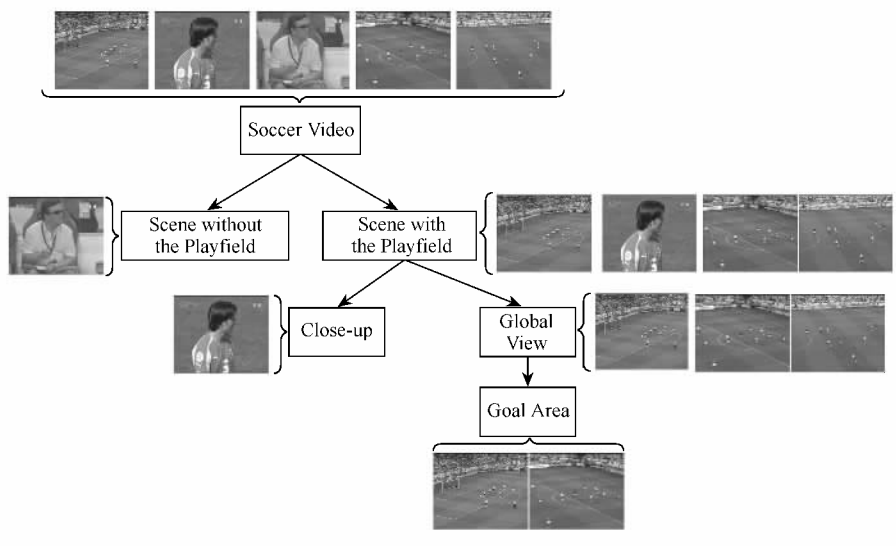 Soccer Video
Scene without
the Playfield
Scene with
the Playfield
Close-up
Global
View
Goal Area